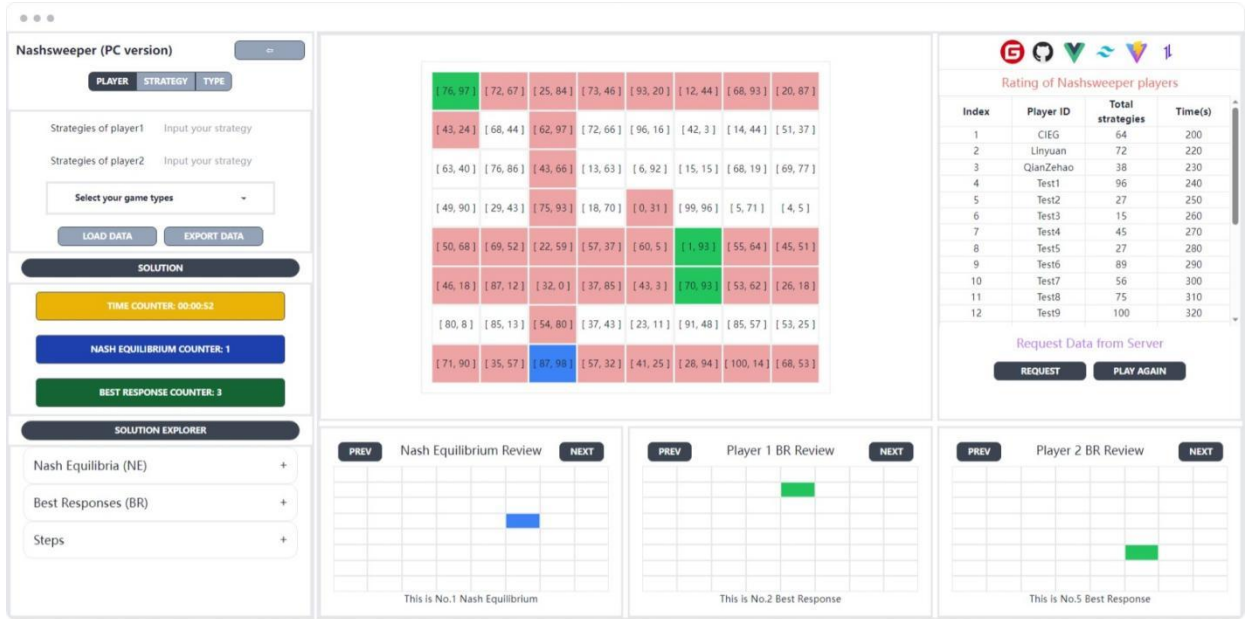 Nashsweeper (PC version)
PLAYER STRATEGY TYPE
Strategies of player1 Input your strategy
Strategies of player2 Input your strategy
Select your game types
LOAD DATA EXPORT DATA
SOLUTION
TIME COUNTER: 00:00:52
NASH EQUILIBRIUM COUNTER: 1
BEST RESPONSE COUNTER: 3
SOLUTION EXPLORER
Nash Equilibria (NE) +
Best Responses (BR) +
Steps +
[ 76, 97 ] [ 72, 67 ] [ 25, 84 ] [ 73, 46 ] [ 93, 20 ] [ 12, 44 ] [ 68, 93 ] [ 20, 87 ]
[ 43, 24 ] [ 68, 44 ] [ 62, 97 ] [ 72, 66 ] [ 96, 16 ] [ 42, 3 ] [ 14, 44 ] [ 51, 37 ]
[ 63, 40 ] [ 76, 86 ] [ 43, 66 ] [ 13, 63 ] [ 6, 92 ] [ 15, 15 ] [ 68, 19 ] [ 69, 77 ]
[ 49, 90 ] [ 29, 43 ] [ 75, 93 ] [ 18, 70 ] [ 0, 31 ] [ 99, 96 ] [ 5, 71 ] [ 4, 5 ]
[ 50, 68 ] [ 69, 52 ] [ 22, 59 ] [ 57, 37 ] [ 60, 5 ] [ 1, 93 ] [ 55, 64 ] [ 45, 51 ]
[ 46, 18 ] [ 87, 12 ] [ 32, 0 ] [ 37, 85 ] [ 43, 3 ] [ 70, 93 ] [ 53, 62 ] [ 26, 18 ]
[ 80, 8 ] [ 85, 13 ] [ 54, 80 ] [ 37, 43 ] [ 23, 11 ] [ 91, 48 ] [ 85, 57 ] [ 53, 25 ]
[ 71, 90 ] [ 35, 57 ] [ 87, 98 ] [ 57, 32 ] [ 41, 25 ] [ 28, 94 ] [ 100, 14 ] [ 68, 53 ]
Rating of Nashsweeper players
Index Player ID Total strategies Time(s)
1 CIEG 64 200
2 Linyuan 72 220
3 QianZehao 38 230
4 Test1 96 240
5 Test2 27 250
6 Test3 15 260
7 Test4 45 270
8 Test5 27 280
9 Test6 89 290
10 Test7 56 300
11 Test8 75 310
12 Test9 100 320
Request Data from Server
REQUEST PLAY AGAIN
PREV Nash Equilibrium Review NEXT
This is No.1 Nash Equilibrium
PREV Player 1 BR Review NEXT
This is No.2 Best Response
PREV Player 2 BR Review NEXT
This is No.5 Best Response